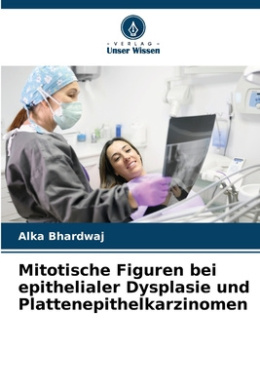 VERLAG
Unser Wissen
Alka Bhardwaj
Mitotische Figuren bei
epithelialer Dysplasie und
Plattenepithelkarzinomen